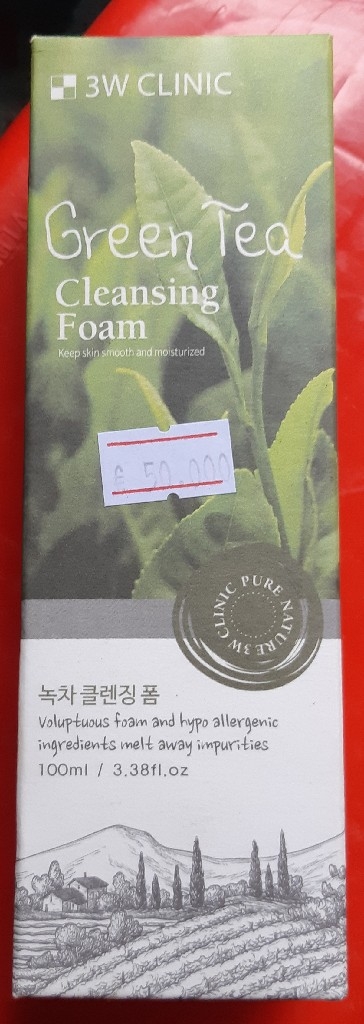 3W CLINIC
Green Tea
Cleansing
Foam
Keep skin smooth and moisturized
€ 50.000
3W CLINIC PURE NATURE
녹차 클렌징 폼
Voluptuous foam and hypo allergenic
ingredients melt away impurities
100ml / 3.38fl.oz